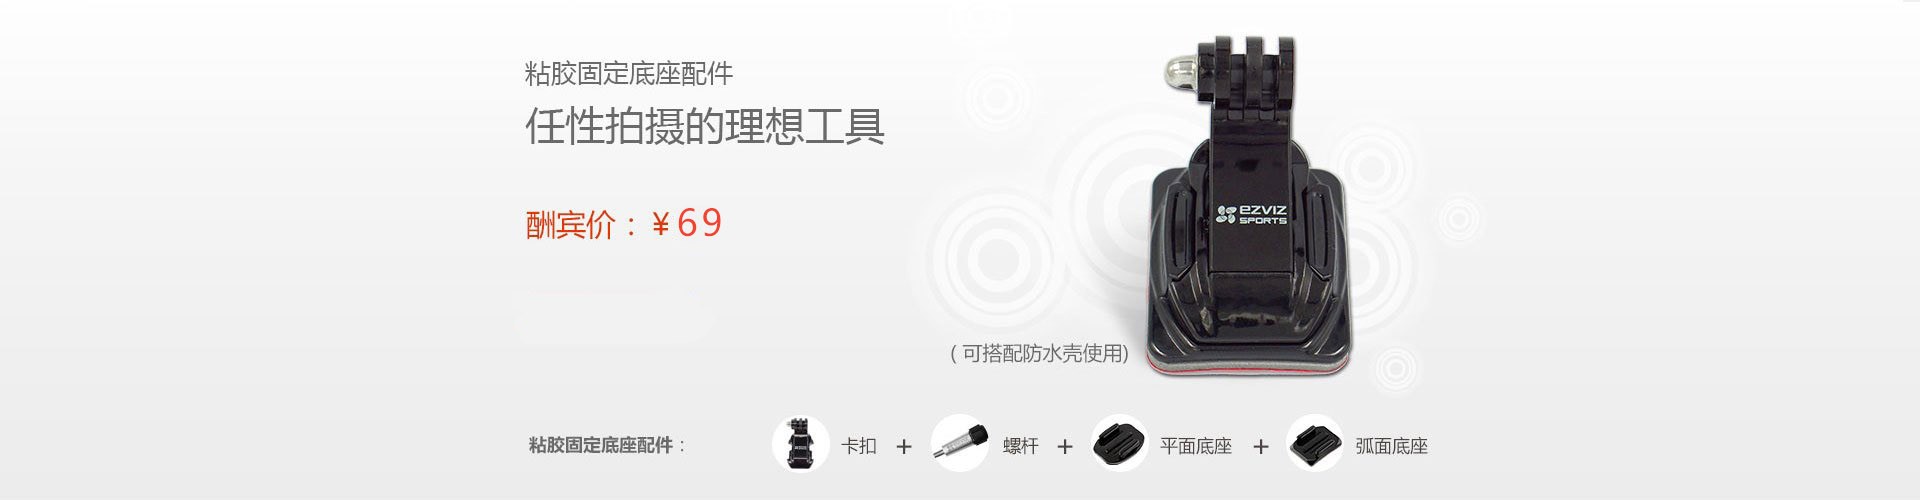 粘胶固定底座配件
任性拍摄的理想工具
酬宾价：￥69
ezviz
SPORTS
( 可搭配防水壳使用)
粘胶固定底座配件： 卡扣 + 螺杆 + 平面底座 + 弧面底座